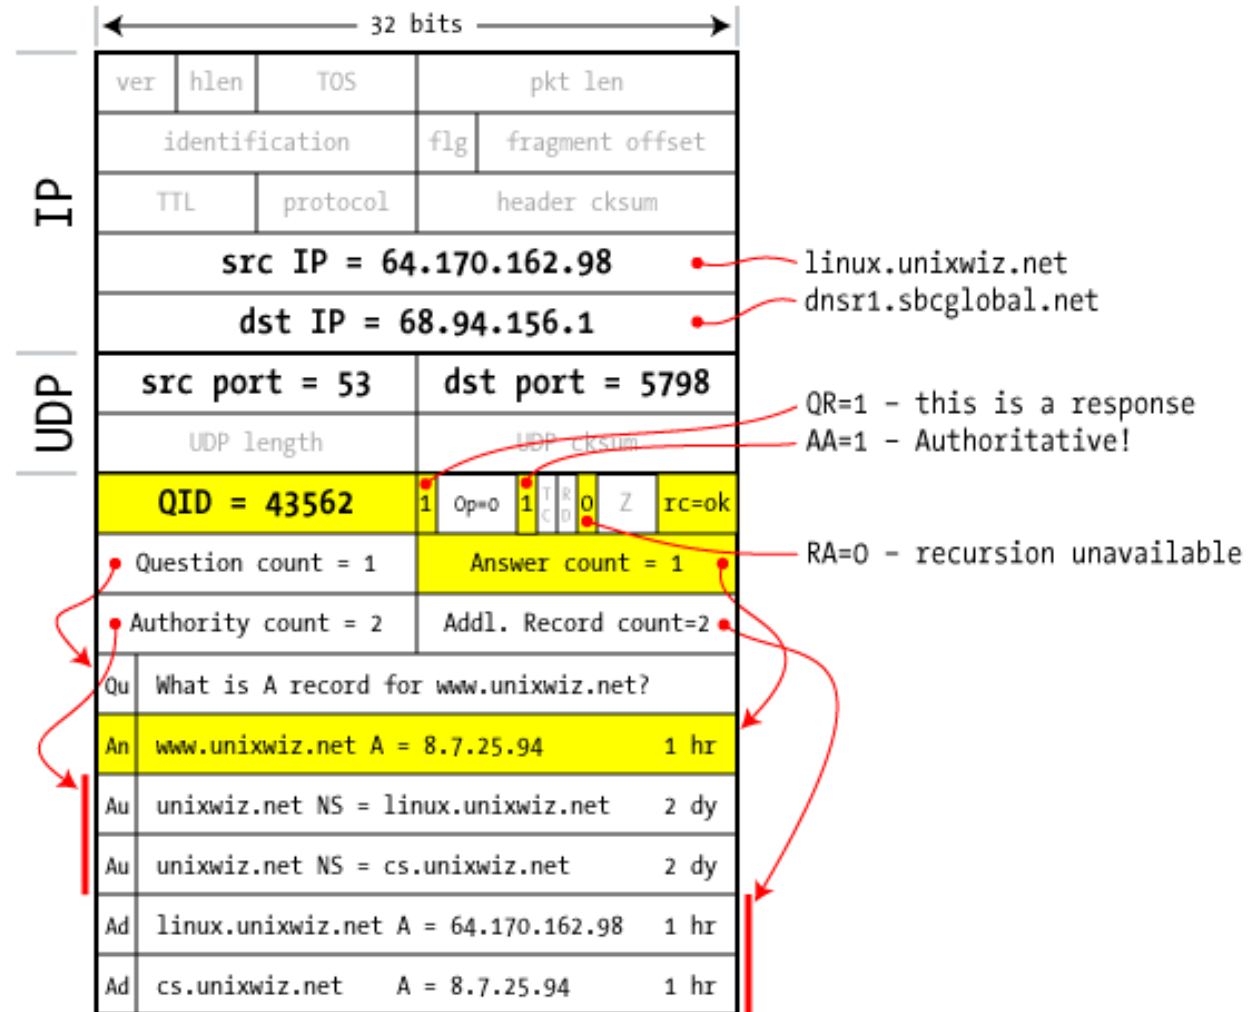 32 bits
ver hlen TOS pkt len
identification flg fragment offset
TTL protocol header cksum
IP
src IP = 64.170.162.98
linux.unixwiz.net
dst IP = 68.94.156.1
dnsr1.sbcglobal.net
UDP
src port = 53 dst port = 5798
QR=1 – this is a response
UDP length UDP cksum
AA=1 – Authoritative!
QID = 43562 1 Op=0 1 TC RD 0 Z rc=ok
RA=0 – recursion unavailable
Question count = 1 Answer count = 1
Authority count = 2 Addl. Record count=2
Qu What is A record for www.unixwiz.net?
An www.unixwiz.net A = 8.7.25.94 1 hr
Au unixwiz.net NS = linux.unixwiz.net 2 dy
Au unixwiz.net NS = cs.unixwiz.net 2 dy
Ad linux.unixwiz.net A = 64.170.162.98 1 hr
Ad cs.unixwiz.net A = 8.7.25.94 1 hr